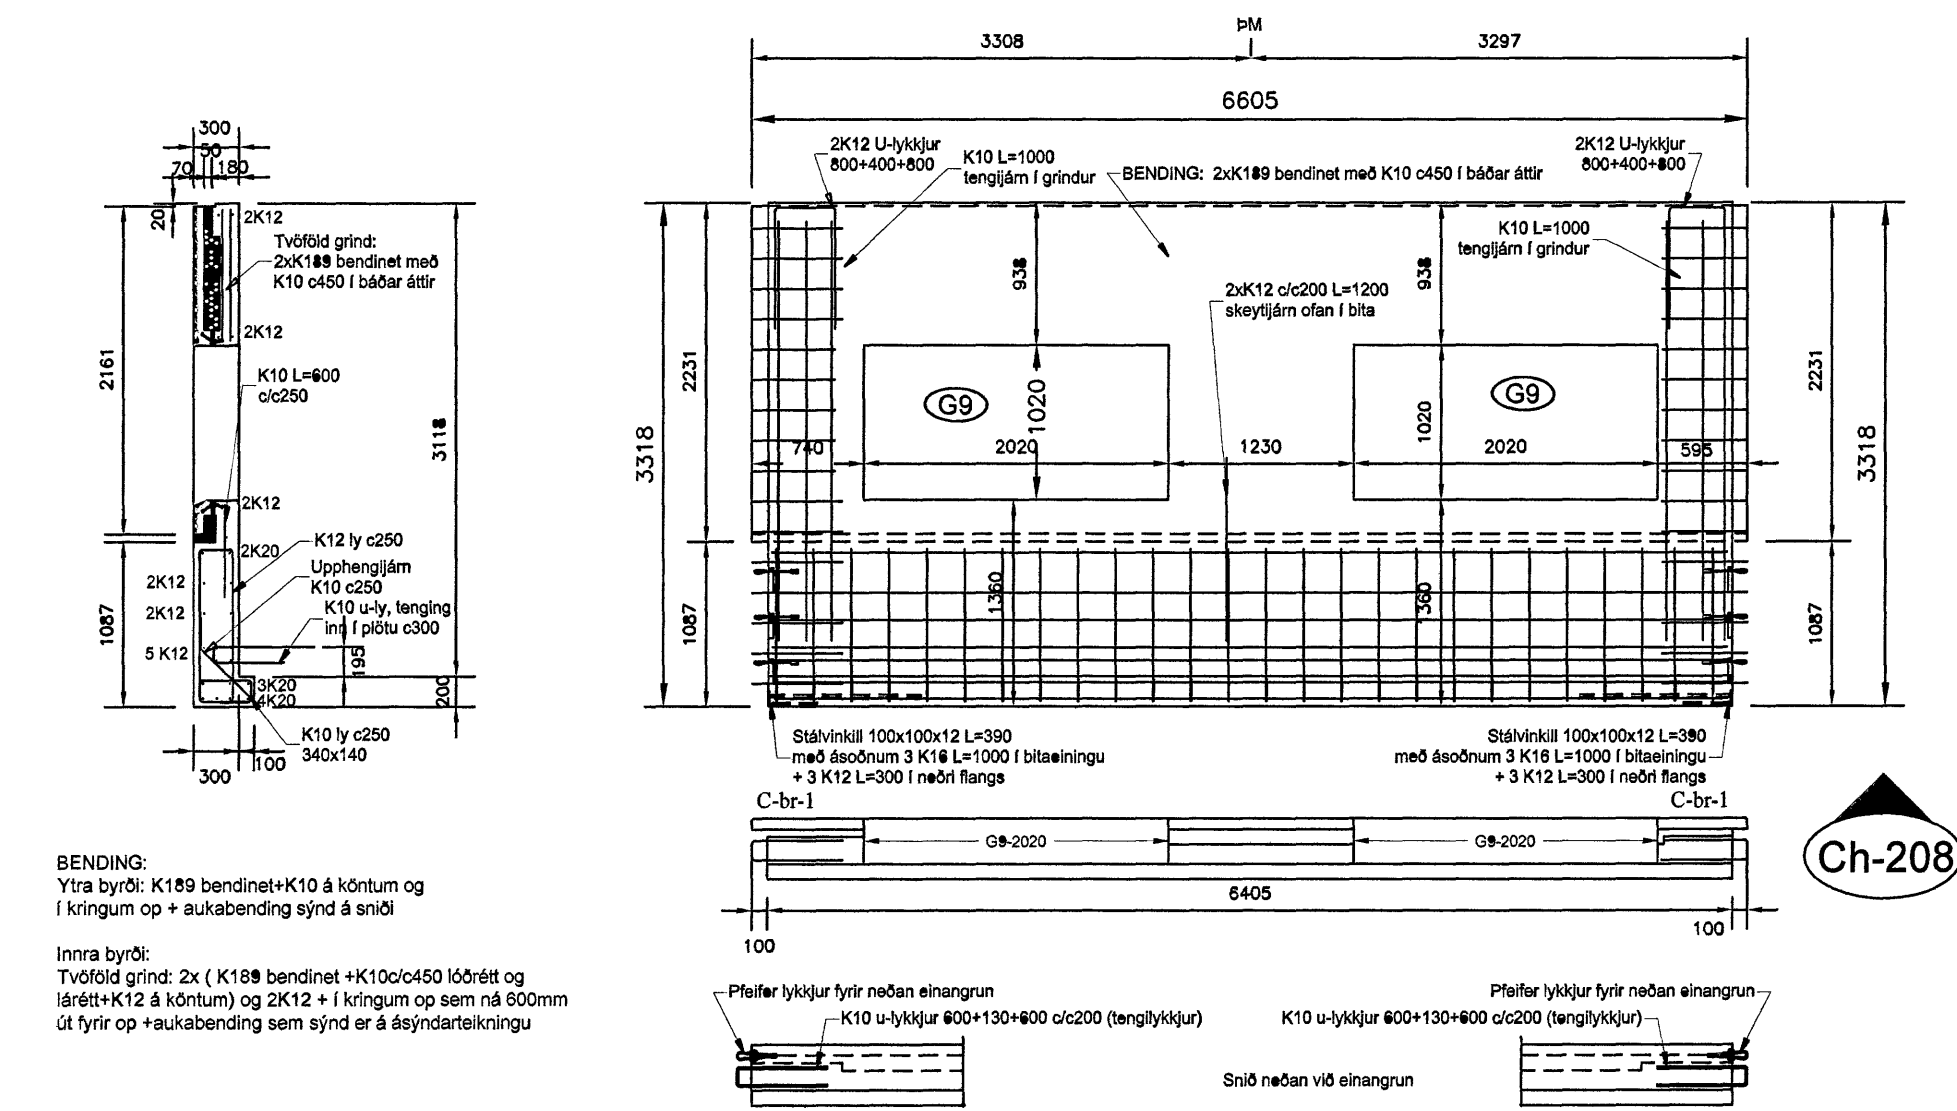 ÞM
3308
3297
6605
300
50
70
180
20
2K12
Tvöföld grind:
2xK189 bendinet með
K10 c450 í báðar áttir
2K12
K10 L=600
c/c250
2161
3118
2K12
K12 ly c250
2K20
Upphengijárn
K10 c250
2K12
2K12
K10 u-ly, tenging
inn í plötu c300
5 K12
1087
195
200
3K20
4K20
K10 ly c250
340x140
300
100
2K12 U-lykkjur
800+400+800
K10 L=1000
tengijárn í grindur
BENDING: 2xK189 bendinet með K10 c450 í báðar áttir
2K12 U-lykkjur
800+400+800
K10 L=1000
tengijárn í grindur
2xK12 c/c200 L=1200
skeytijárn ofan í bita
938
938
3318
2231
2231
3318
G9
G9
1020
1020
740
2020
1230
2020
595
1087
1360
1360
1087
Stálvinkill 100x100x12 L=390
með ásoðnum 3 K16 L=1000 í bitaeiningu
+ 3 K12 L=300 í neðri flangs
Stálvinkill 100x100x12 L=390
með ásoðnum 3 K16 L=1000 í bitaeiningu
+ 3 K12 L=300 í neðri flangs
C-br-1
C-br-1
G9-2020
G9-2020
Ch-208
6405
100
100
BENDING:
Ytra byrði: K189 bendinet+K10 á köntum og
í kringum op + aukabending sýnd á sniði
Innra byrði:
Tvöföld grind: 2x ( K189 bendinet +K10c/c450 lóðrétt og
lárétt+K12 á köntum) og 2K12 + í kringum op sem ná 600mm
út fyrir op +aukabending sem sýnd er á ásýndarteikningu
Pfeifer lykkjur fyrir neðan einangrun
K10 u-lykkjur 600+130+600 c/c200 (tengilykkjur)
Pfeifer lykkjur fyrir neðan einangrun
K10 u-lykkjur 600+130+600 c/c200 (tengilykkjur)
Snið neðan við einangrun